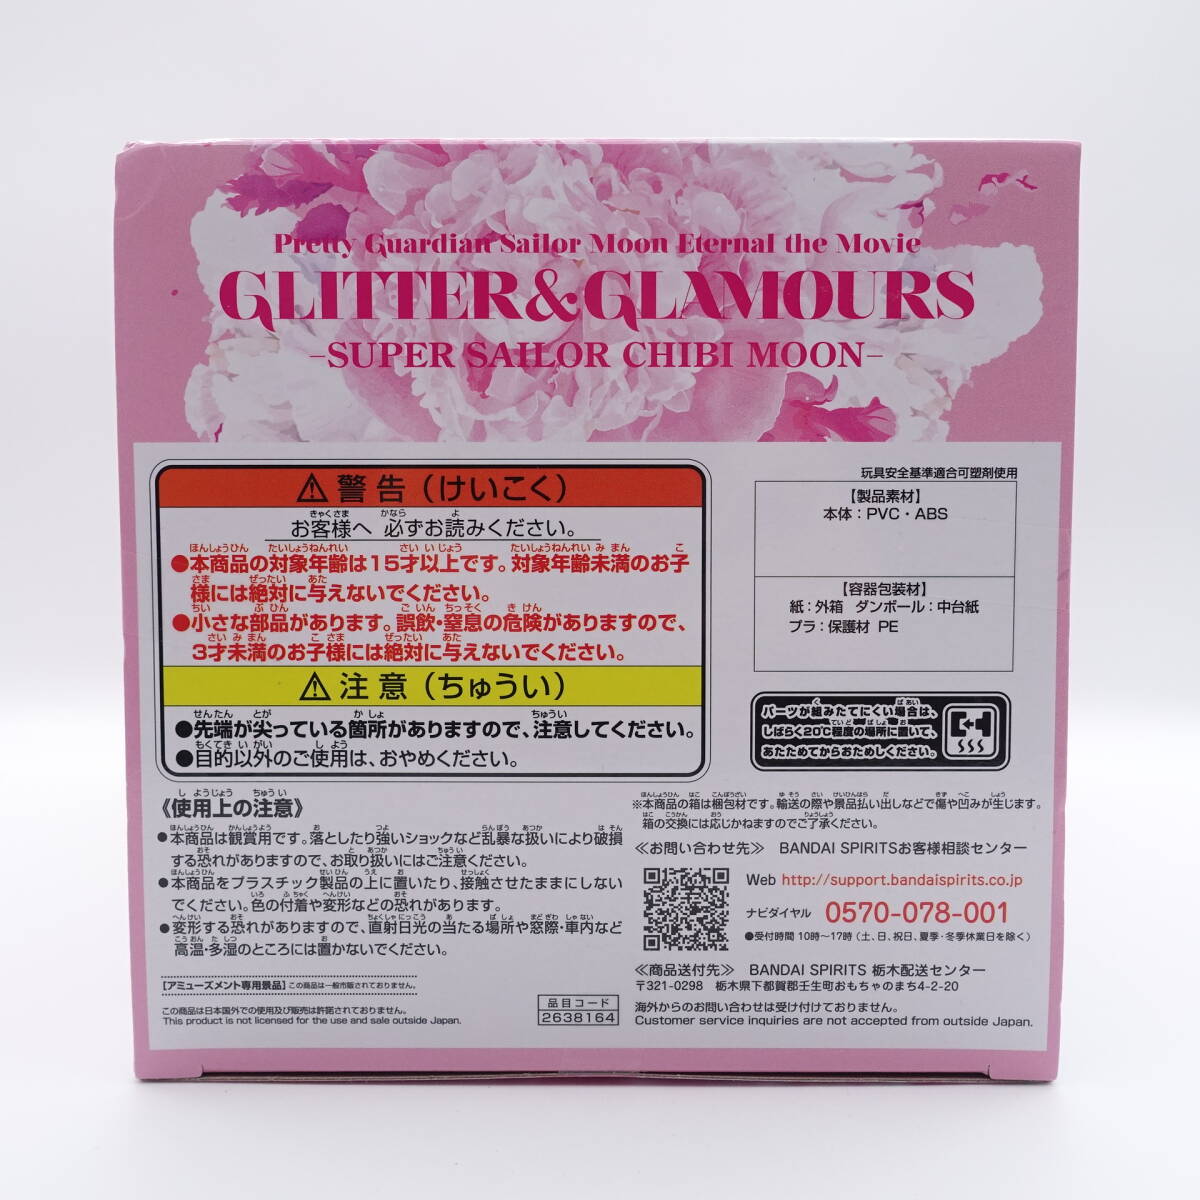 Pretty Guardian Sailor Moon Eternal the Movie
GLITTER&GLAMOURS
-SUPER SAILOR CHIBI MOON-
⚠警告（けいこく）
お客様へ 必ずお読みください。
●本商品の対象年齢は15才以上です。対象年齢未満のお子
様には絶対に与えないでください。
●小さな部品があります。誤飲・窒息の危険がありますので、
3才未満のお子様には絶対に与えないでください。
⚠注意（ちゅうい）
●先端が尖っている箇所がありますので、注意してください。
●目的以外のご使用は、おやめください。
《使用上の注意》
●本商品は観賞用です。落としたり強いショックなど乱暴な扱いにより破損
する恐れがありますので、お取り扱いにはご注意ください。
●本商品をプラスチック製品の上に置いたり、接触させたままにしない
でください。色の付着や変形などの恐れがあります。
●変形する恐れがありますので、直射日光の当たる場所や窓際・車内など
高温・多湿のところには置かないでください。
【アミューズメント専用景品】この商品は一般市販されておりません。
この商品は日本国外での使用及び販売は許諾されておりません。
This product is not licensed for the use and sale outside Japan.
品目コード
2638164
玩具安全基準適合可塑剤使用
【製品素材】
本体：PVC・ABS
【容器包装材】
紙：外箱 ダンボール：中台紙
プラ：保護材 PE
パーツが組みたてにくい場合は、
しばらく20℃程度の場所に置いて、
あたためてからおためしください。
※本商品の箱は梱包材です。輸送の際や景品払い出しなどで傷や凹みが生じます。
箱の交換には応じかねますのでご了承ください。
≪お問い合わせ先≫ BANDAI SPIRITSお客様相談センター
Web http://support.bandaispirits.co.jp
ナビダイヤル 0570-078-001
●受付時間 10時〜17時（土、日、祝日、夏季・冬季休業日を除く）
≪商品送付先≫ BANDAI SPIRITS 栃木配送センター
〒321-0298 栃木県下都賀郡壬生町おもちゃのまち4-2-20
海外からのお問い合わせは受け付けておりません。
Customer service inquiries are not accepted from outside Japan.